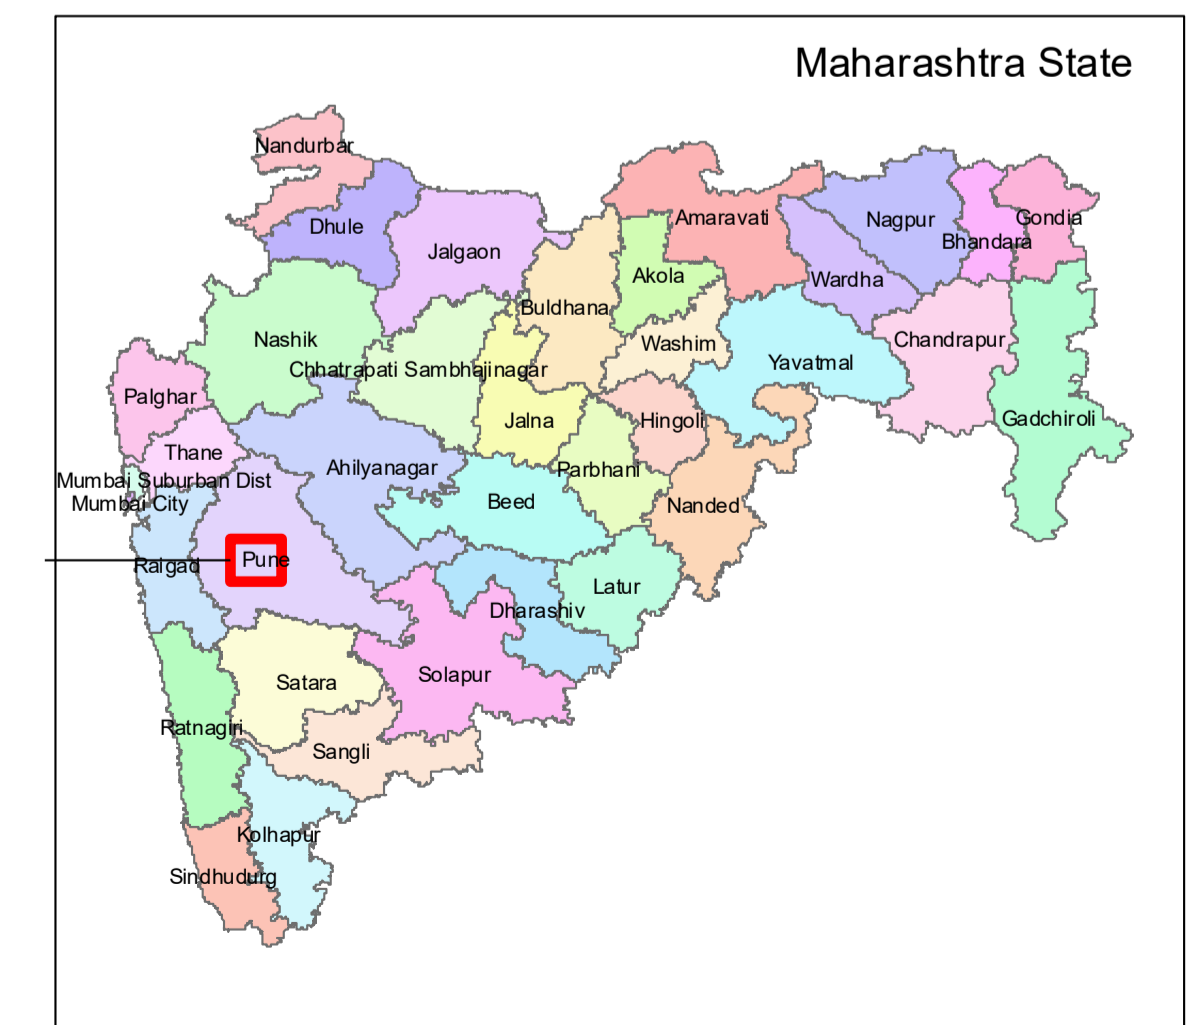 Maharashtra State
Nandurbar
Dhule
Jalgaon
Amaravati
Nagpur
Gondia
Bhandara
Akola
Wardha
Buldhana
Nashik
Washim
Chandrapur
Chhatrapati Sambhajinagar
Yavatmal
Palghar
Jalna
Hingoli
Gadchiroli
Thane
Ahilyanagar
Parbhani
Mumbai Suburban Dist
Mumbai City
Beed
Nanded
Pune
Raigad
Latur
Dharashiv
Satara
Solapur
Ratnagiri
Sangli
Kolhapur
Sindhudurg